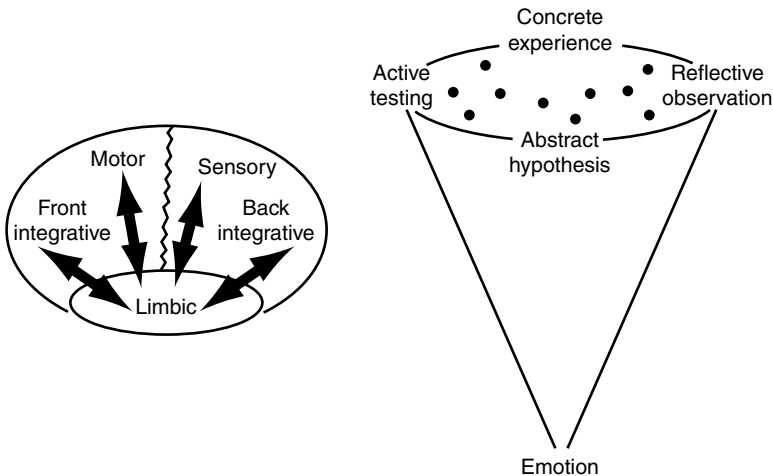 Motor
Sensory
Front
integrative
Back
integrative
Limbic
Concrete
experience
Active
testing
Reflective
observation
Abstract
hypothesis
Emotion